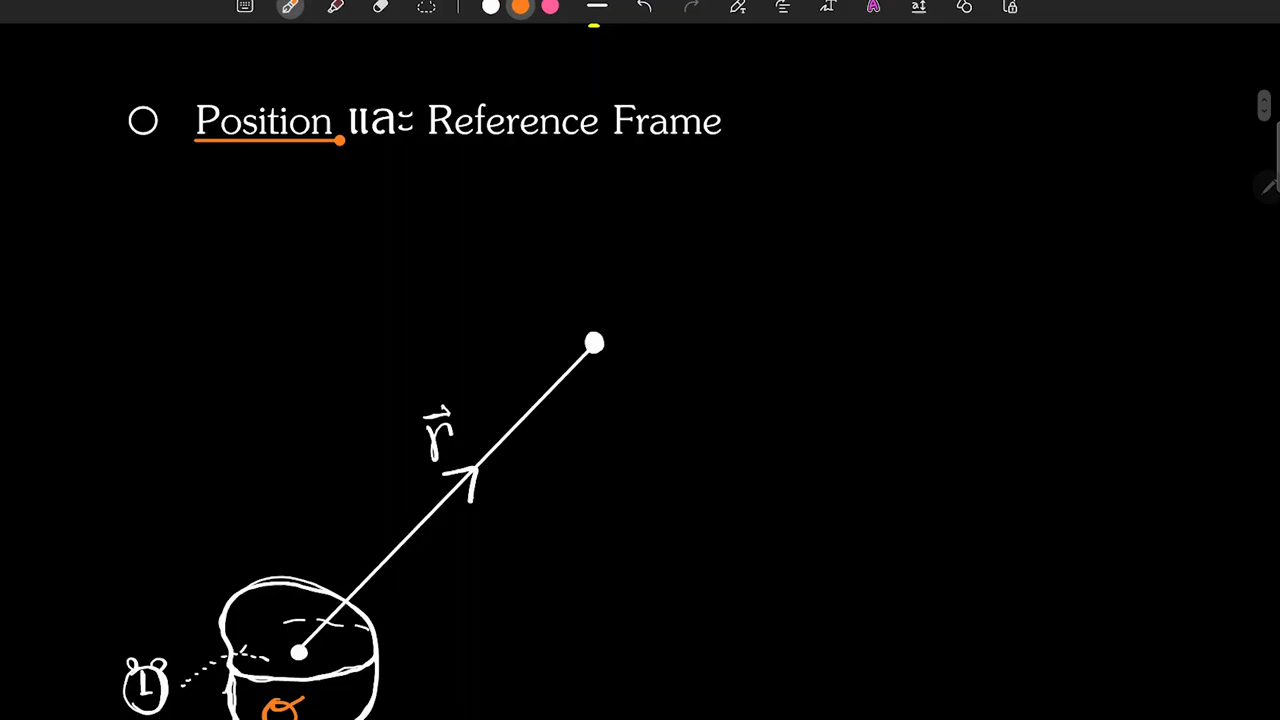 Position และ Reference Frame
r⃗